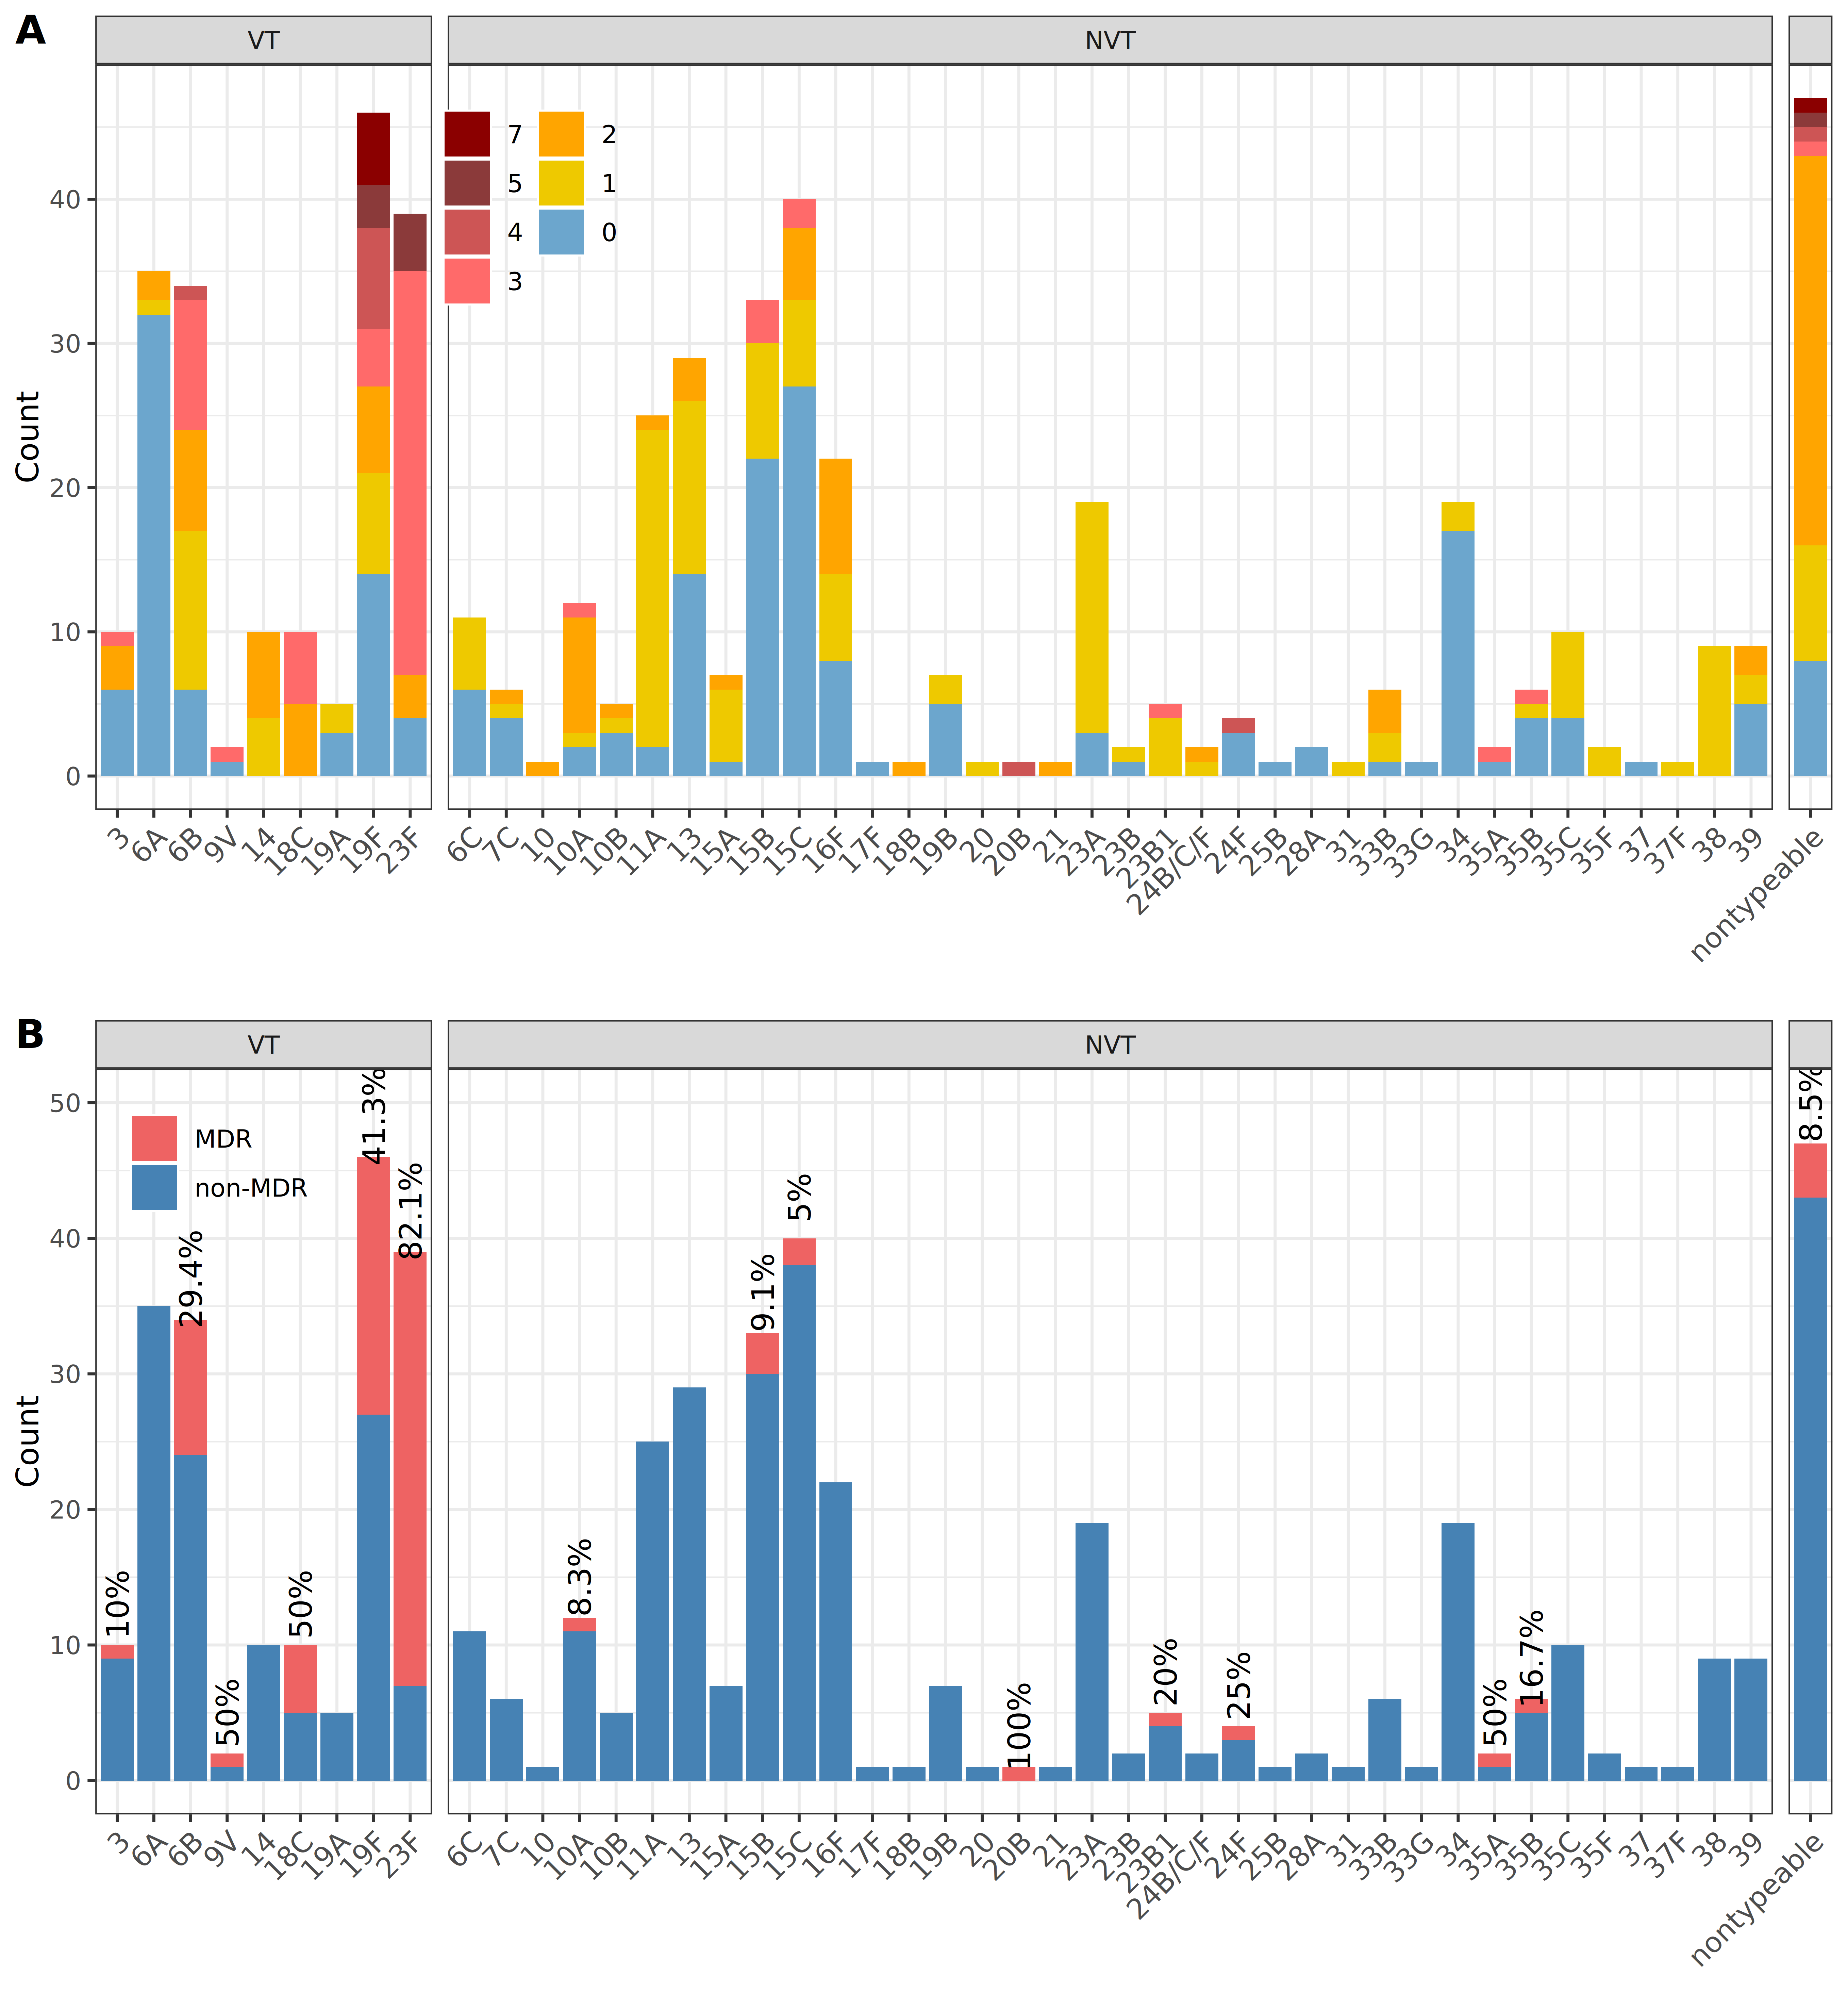 A
VT
NVT
7
2
5
1
4
0
3
Count
40
30
20
10
0
3
6A
6B
9V
14
18C
19A
19F
23F
6C
7C
10
10A
10B
11A
13
15A
15B
15C
16F
17F
18B
19B
20
20B
21
23A
23B
23B1
24B/C/F
24F
25B
28A
31
33B
33G
34
35A
35B
35C
35F
37
37F
38
39
nontypeable
B
VT
NVT
MDR
non-MDR
Count
50
40
30
20
10
0
10%
29.4%
50%
50%
41.3%
82.1%
8.3%
9.1%
5%
100%
20%
25%
50%
16.7%
8.5%
3
6A
6B
9V
14
18C
19A
19F
23F
6C
7C
10
10A
10B
11A
13
15A
15B
15C
16F
17F
18B
19B
20
20B
21
23A
23B
23B1
24B/C/F
24F
25B
28A
31
33B
33G
34
35A
35B
35C
35F
37
37F
38
39
nontypeable